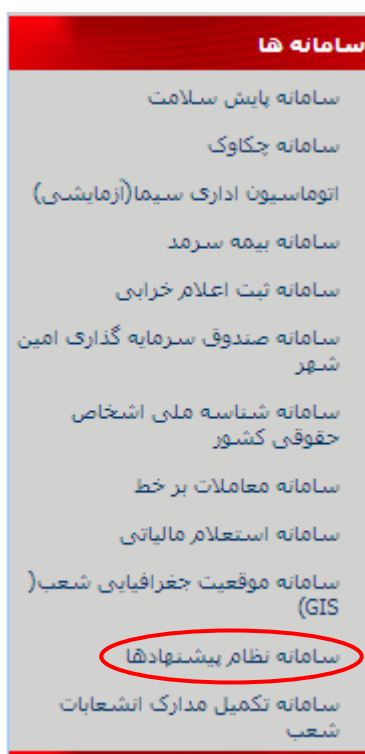 سامانه ها
سامانه پایش سلامت
سامانه چکاوک
اتوماسیون اداری سیما(آزمایشی)
سامانه بیمه سرمد
سامانه ثبت اعلام خرابی
سامانه صندوق سرمایه گذاری امین
شهر
سامانه شناسه ملی اشخاص
حقوقی کشور
سامانه معاملات بر خط
سامانه استعلام مالیاتی
سامانه موقعیت جغرافیایی شعب(
GIS)
سامانه نظام پیشنهادها
سامانه تکمیل مدارک انشعابات
شعب